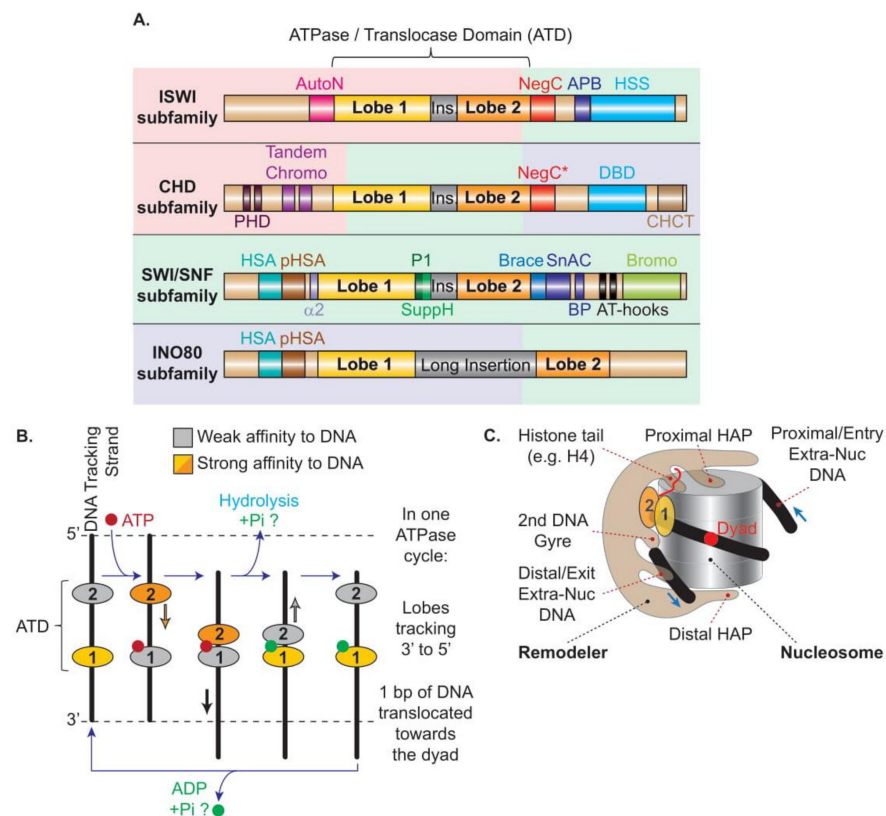 A.
ATPase / Translocase Domain (ATD)
AutoN
NegC APB HSS
ISWI
subfamily
Lobe 1 Ins. Lobe 2
Tandem
Chromo
NegC* DBD
CHD
subfamily
Lobe 1 Ins. Lobe 2
PHD
CHCT
HSA pHSA P1 Brace SnAC Bromo
SWI/SNF
subfamily
Lobe 1 Ins. Lobe 2
α2 SuppH BP AT-hooks
HSA pHSA
INO80
subfamily
Lobe 1 Long Insertion Lobe 2
B.
DNA Tracking
Strand
Weak affinity to DNA
Strong affinity to DNA
ATP
Hydrolysis
+Pi ?
In one
ATPase
cycle:
5'
ATD
2 2 2 2 2
1 1 1 1 1
Lobes
tracking
3' to 5'
3'
1 bp of DNA
translocated
towards
the dyad
ADP
+Pi ?
C.
Histone tail
(e.g. H4)
Proximal HAP
Proximal/Entry
Extra-Nuc
DNA
2 1
Dyad
2nd DNA
Gyre
Distal/Exit
Extra-Nuc
DNA
Distal HAP
Remodeler
Nucleosome